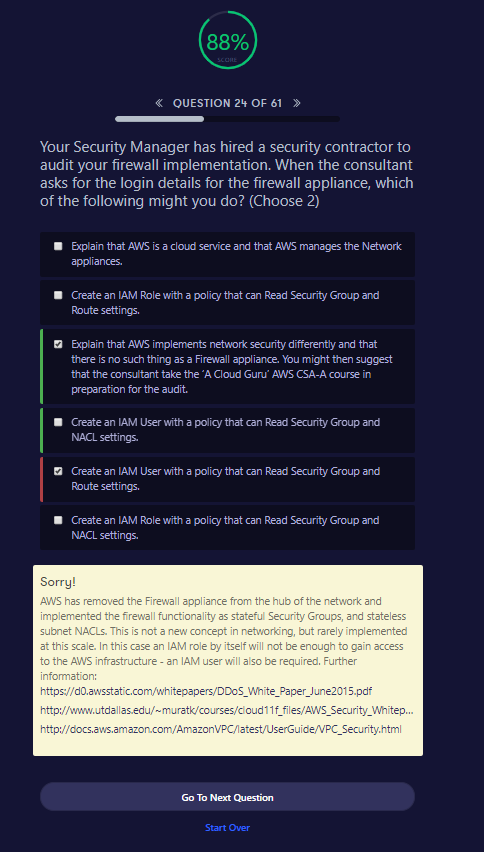 88%
SCORE
« QUESTION 24 OF 61 »
Your Security Manager has hired a security contractor to
audit your firewall implementation. When the consultant
asks for the login details for the firewall appliance, which
of the following might you do? (Choose 2)
Explain that AWS is a cloud service and that AWS manages the Network
appliances.
Create an IAM Role with a policy that can Read Security Group and
Route settings.
Explain that AWS implements network security differently and that
there is no such thing as a Firewall appliance. You might then suggest
that the consultant take the 'A Cloud Guru' AWS CSA-A course in
preparation for the audit.
Create an IAM User with a policy that can Read Security Group and
NACL settings.
Create an IAM User with a policy that can Read Security Group and
Route settings.
Create an IAM Role with a policy that can Read Security Group and
NACL settings.
Sorry!
AWS has removed the Firewall appliance from the hub of the network and
implemented the firewall functionality as stateful Security Groups, and stateless
subnet NACLs. This is not a new concept in networking, but rarely implemented
at this scale. In this case an IAM role by itself will not be enough to gain access
to the AWS infrastructure - an IAM user will also be required. Further
information:
https://d0.awsstatic.com/whitepapers/DDoS_White_Paper_June2015.pdf
http://www.utdallas.edu/~muratk/courses/cloud11f_files/AWS_Security_Whitep...
http://docs.aws.amazon.com/AmazonVPC/latest/UserGuide/VPC_Security.html
Go To Next Question
Start Over